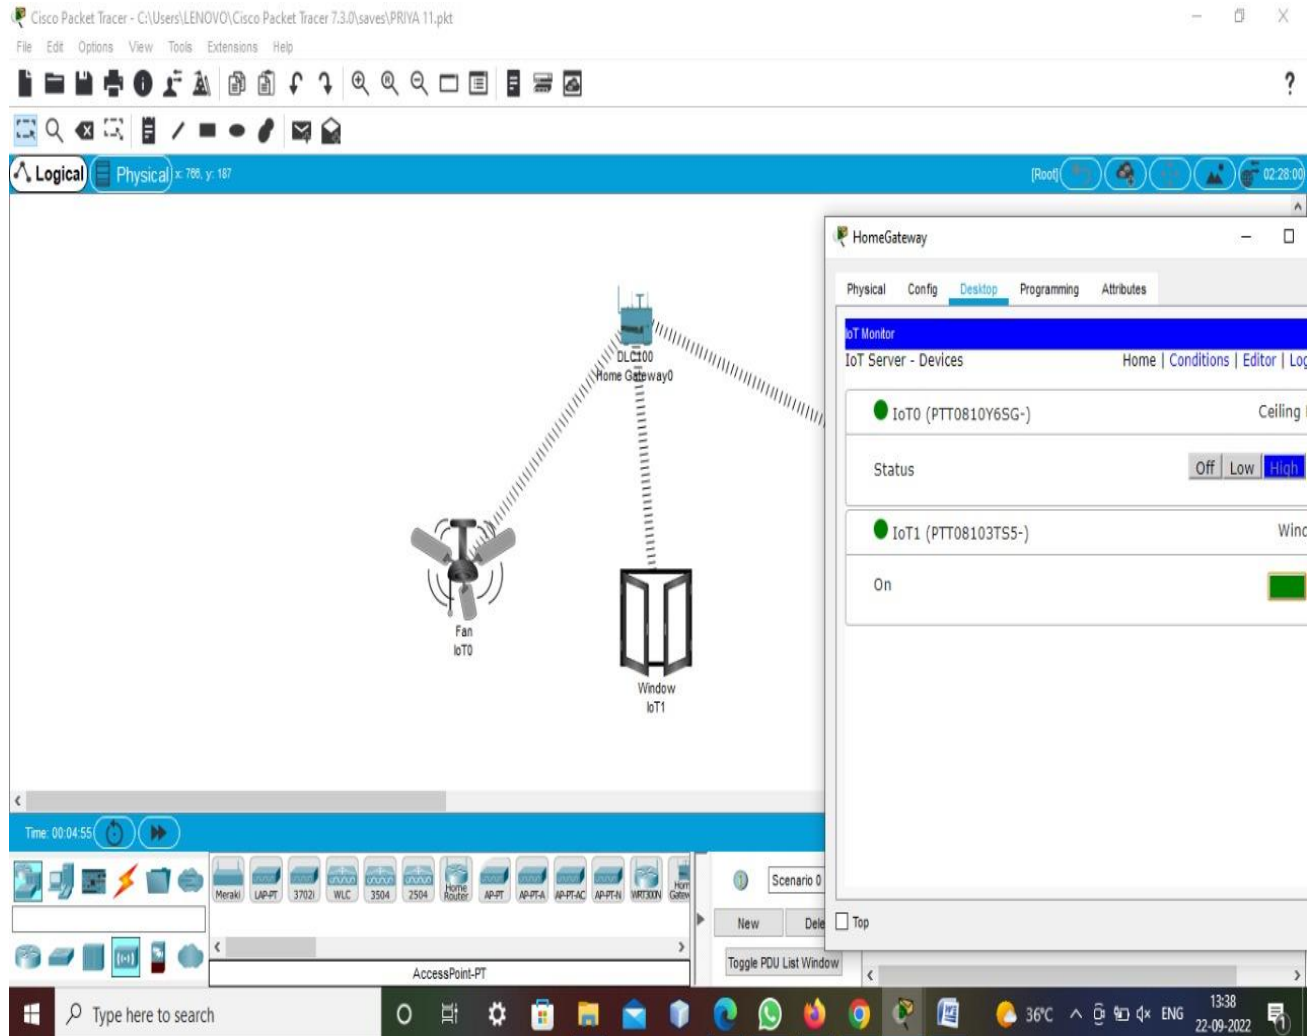 Cisco Packet Tracer - C:\Users\LENOVO\Cisco Packet Tracer 7.3.0\saves\PRIYA 11.pkt
File Edit Options View Tools Extensions Help
?
Logical Physical x: 766, y: 187 [Root] 02:28:00
HomeGateway
Physical Config Desktop Programming Attributes
IoT Monitor
IoT Server - Devices Home | Conditions | Editor | Log
IoT0 (PTT0810Y6SG-) Ceiling
Status Off Low High
IoT1 (PTT08103TS5-) Wind
On
DLC100
Home Gateway0
Fan
IoT0
Window
IoT1
Time: 00:04:55
Meraki LAP-PT 3702i WLC 3504 2504 Home Router AP-PT AP-PT-A AP-PT-AC AP-PT-N WRT300N Home Gatew
AccessPoint-PT
Scenario 0
New Dele
Toggle PDU List Window
Top
Type here to search
36°C ENG 13:38
22-09-2022
1